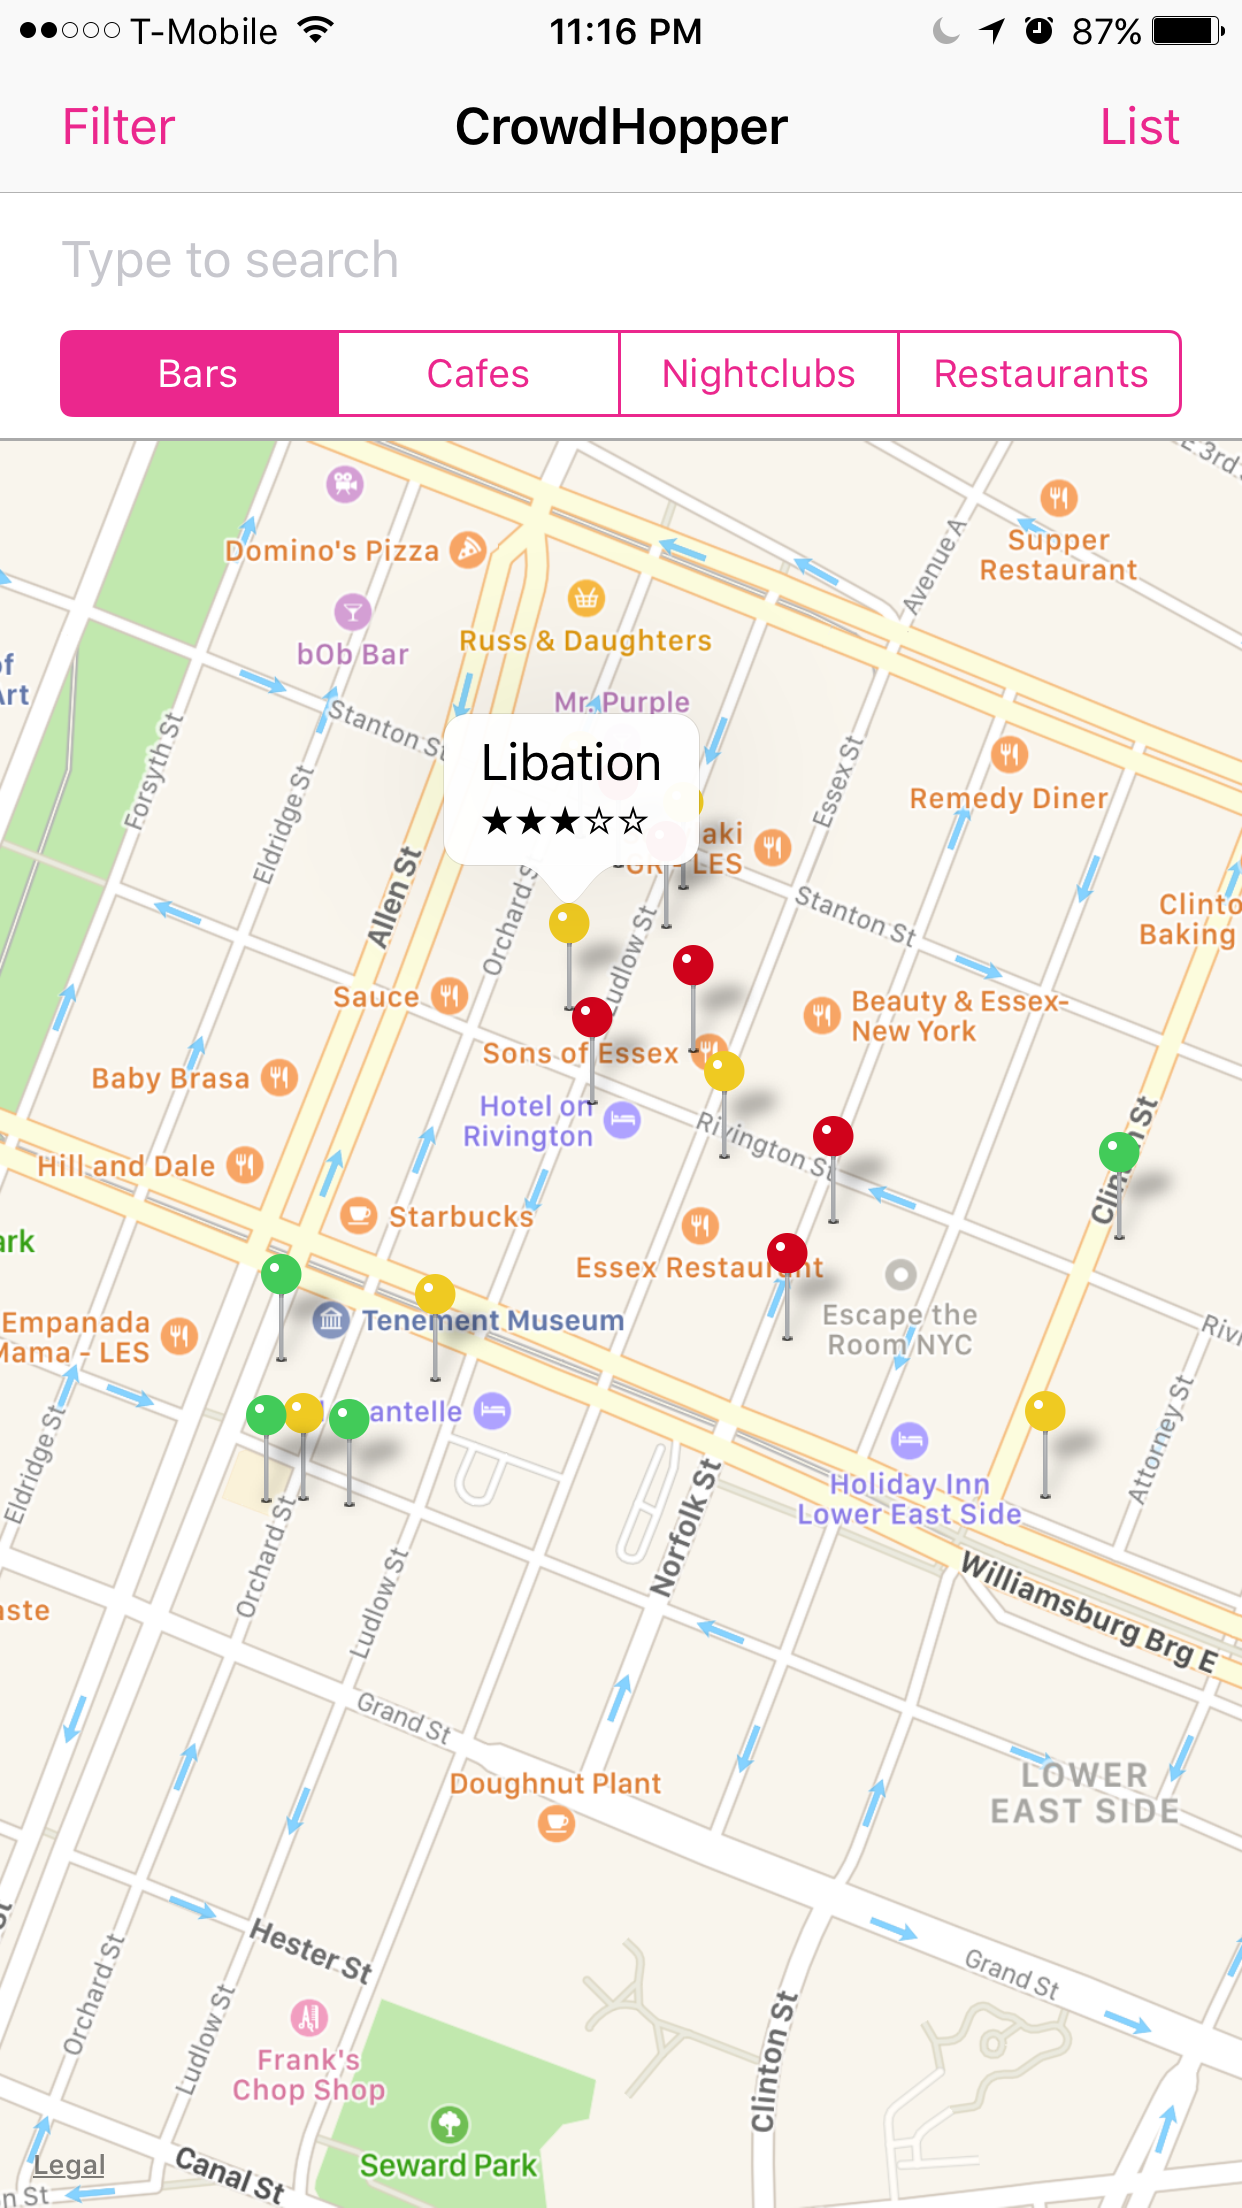 T-Mobile
11:16 PM
87%
Filter
CrowdHopper
List
Type to search
Bars
Cafes
Nightclubs
Restaurants
E 3rd
Supper
Restaurant
Domino's Pizza
Avenue A
Russ & Daughters
bOb Bar
Mr. Purple
Stanton St
Forsyth St
Eldridge St
Essex St
Remedy Diner
Libation
★★★☆☆
LES
Allen St
Orchard S
Stanton St
Clinto
Baking
Ludlow St
Sauce
Beauty & Essex-
New York
Sons of Essex
Baby Brasa
Hotel on
Rivington
Rivington St
Hill and Dale
Clinton St
Starbucks
ark
Essex Restaurant
Escape the
Room NYC
Empanada
Mama - LES
Tenement Museum
Rivi
antelle
Eldridge St
Attorney St
Holiday Inn
Lower East Side
Norfolk St
Orchard St
Ludlow St
Williamsburg Brg E
aste
Grand St
Doughnut Plant
LOWER
EAST SIDE
Hester St
Grand St
Orchard St
Ludlow St
Clinton St
Frank's
Chop Shop
Seward Park
Legal
Canal St
n St